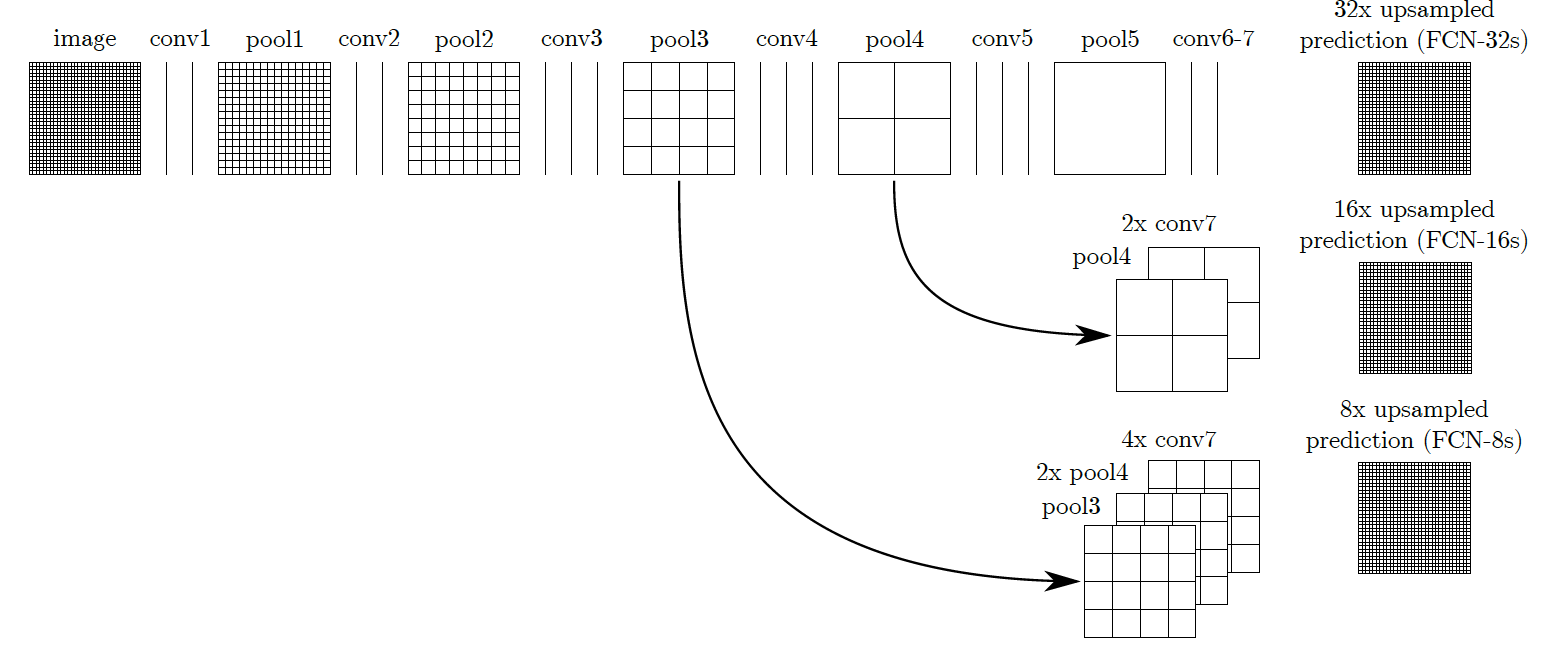 image
conv1
pool1
conv2
pool2
conv3
pool3
conv4
pool4
conv5
pool5
conv6-7
32x upsampled
prediction (FCN-32s)
2x conv7
pool4
16x upsampled
prediction (FCN-16s)
4x conv7
2x pool4
pool3
8x upsampled
prediction (FCN-8s)